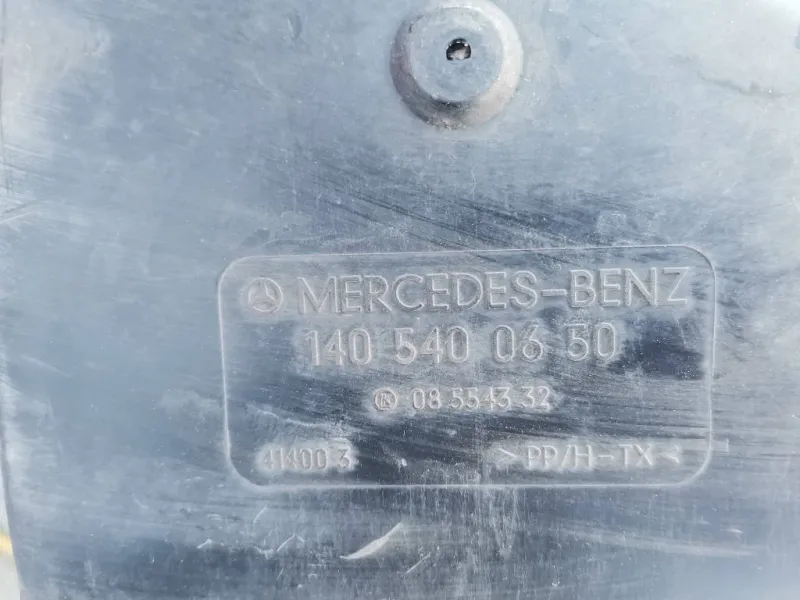 MERCEDES-BENZ
140 540 06 50
08 5543 32
41400 3
>PP/H-TX<